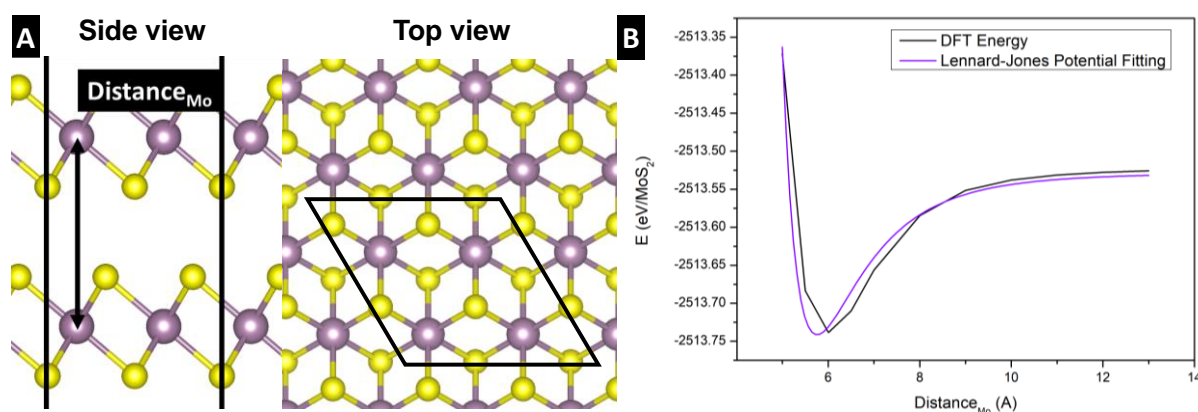 A
Side view
Top view
Distance_Mo
B
-2513.35
-2513.40
-2513.45
-2513.50
-2513.55
-2513.60
-2513.65
-2513.70
-2513.75
E (eV/MoS₂)
DFT Energy
Lennard-Jones Potential Fitting
6 8 10 12 14
Distance_Mo (A)